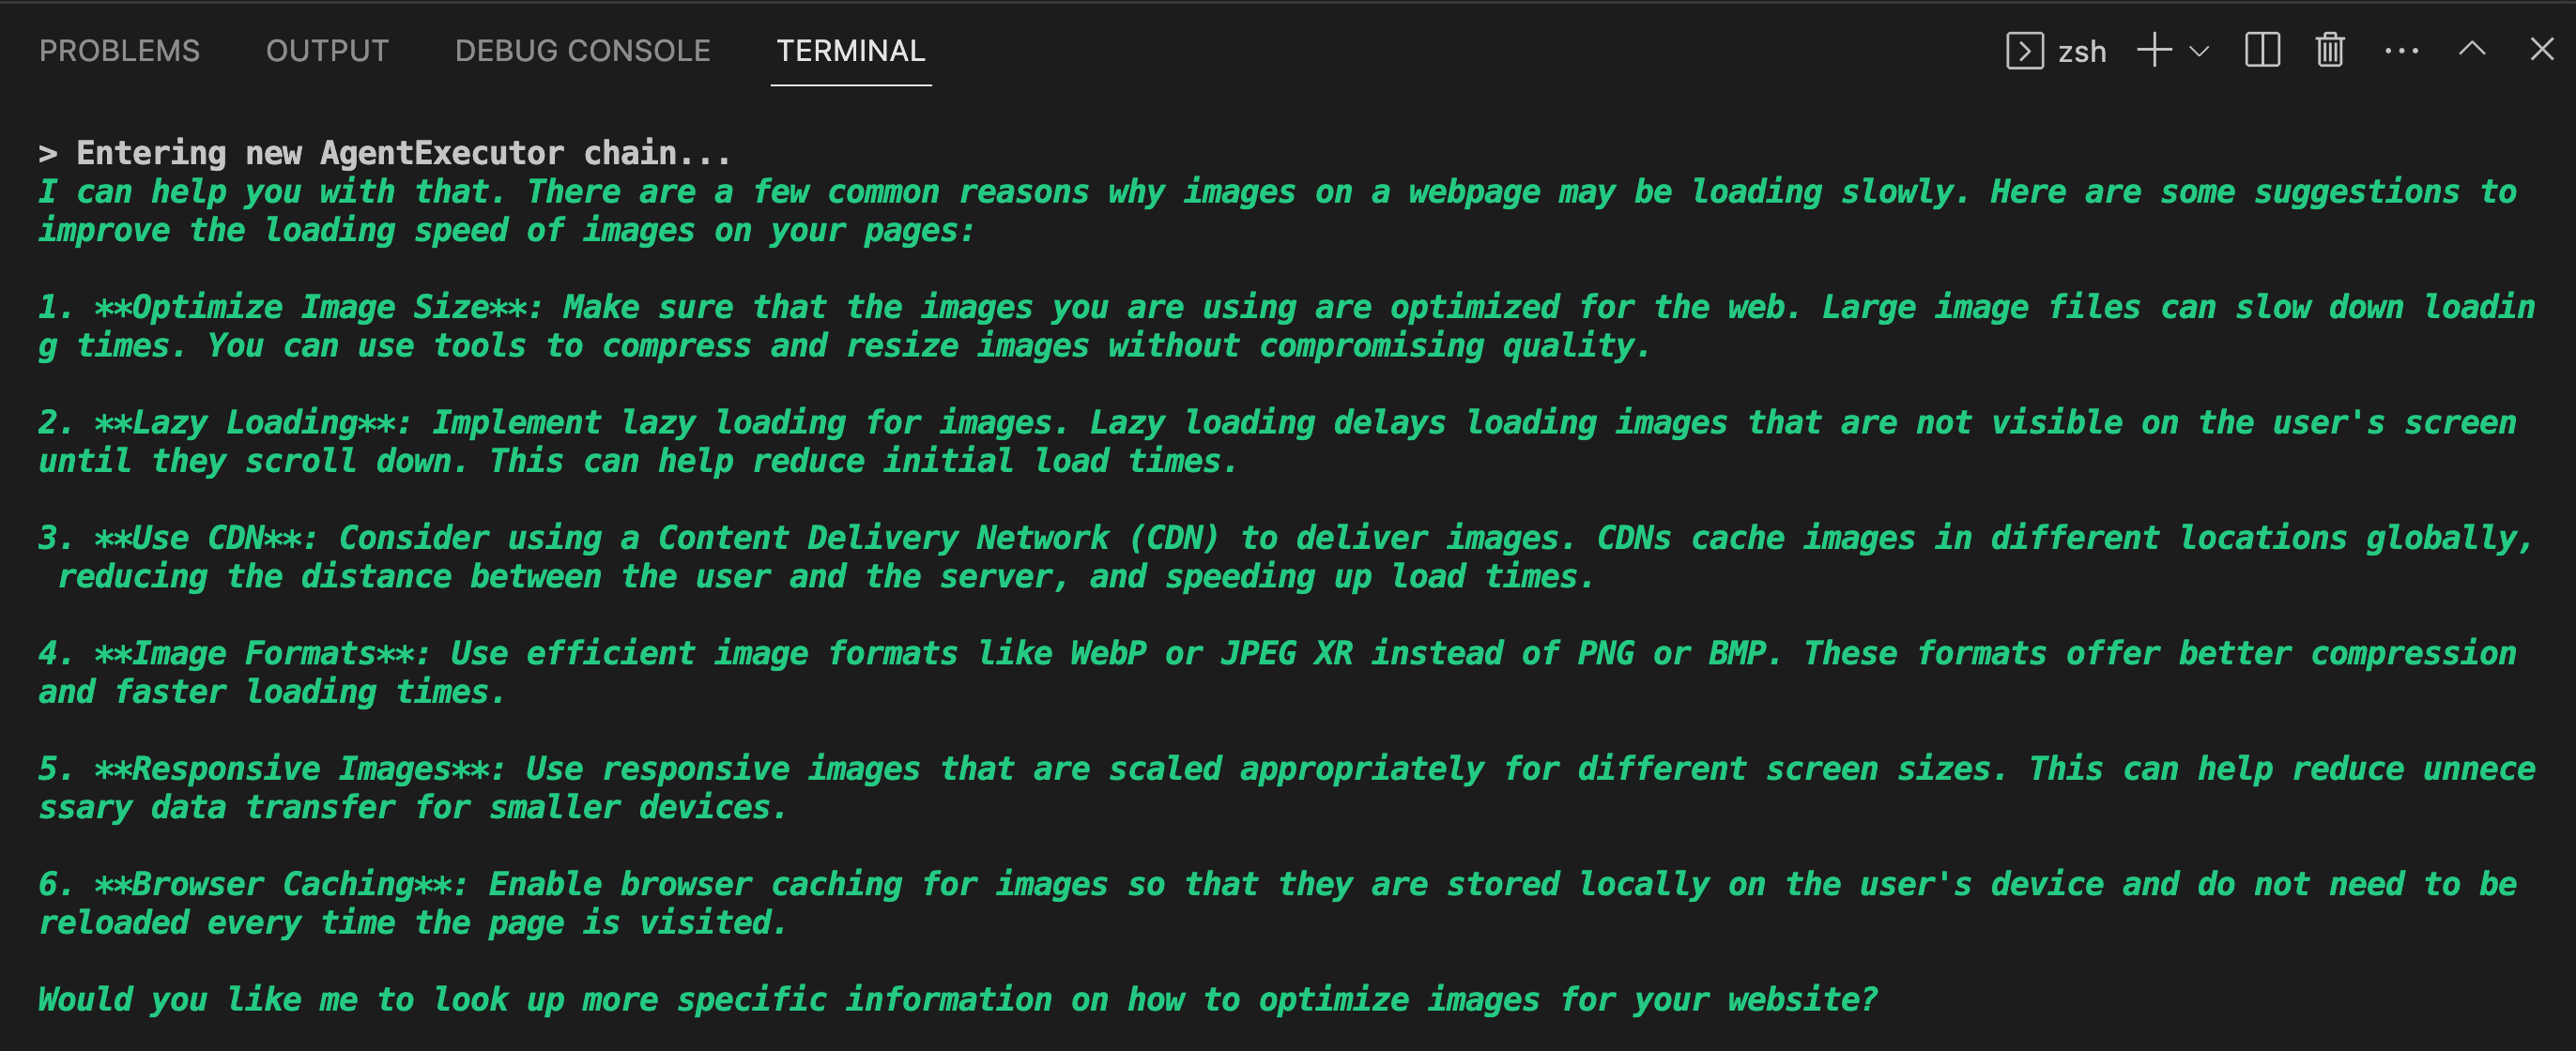 PROBLEMS OUTPUT DEBUG CONSOLE TERMINAL zsh
> Entering new AgentExecutor chain...
I can help you with that. There are a few common reasons why images on a webpage may be loading slowly. Here are some suggestions to
improve the loading speed of images on your pages:
1. **Optimize Image Size**: Make sure that the images you are using are optimized for the web. Large image files can slow down loadin
g times. You can use tools to compress and resize images without compromising quality.
2. **Lazy Loading**: Implement lazy loading for images. Lazy loading delays loading images that are not visible on the user's screen
until they scroll down. This can help reduce initial load times.
3. **Use CDN**: Consider using a Content Delivery Network (CDN) to deliver images. CDNs cache images in different locations globally,
reducing the distance between the user and the server, and speeding up load times.
4. **Image Formats**: Use efficient image formats like WebP or JPEG XR instead of PNG or BMP. These formats offer better compression
and faster loading times.
5. **Responsive Images**: Use responsive images that are scaled appropriately for different screen sizes. This can help reduce unnece
ssary data transfer for smaller devices.
6. **Browser Caching**: Enable browser caching for images so that they are stored locally on the user's device and do not need to be
reloaded every time the page is visited.
Would you like me to look up more specific information on how to optimize images for your website?